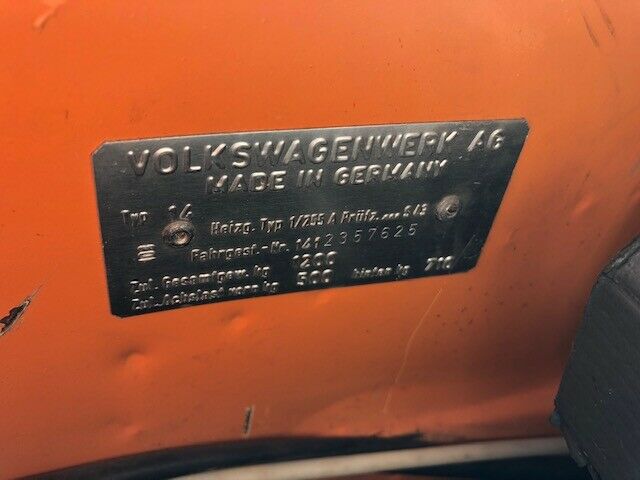 VOLKSWAGENWERK AG
MADE IN GERMANY
Typ 14 Heizg. Typ 1/255 A Prüfz. S/3
Fahrgest.-Nr. 1412357625
Zul. Gesamtgew. kg 1200
Zul. Achslast vorn kg 500 hinten kg 710